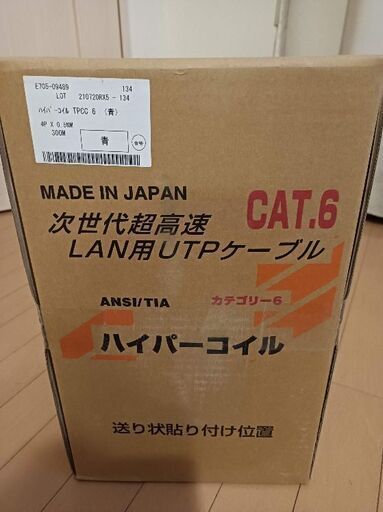 E705-09489 134
LOT 210720RX5 - 134
ﾊｲﾊﾟｰｺｲﾙ TPCC 6 (青)
4P X 0.5MM
300M
青
合格
MADE IN JAPAN
CAT.6
次世代超高速
LAN用UTPケーブル
ANSI/TIA カテゴリー6
ハイパーコイル
送り状貼り付け位置